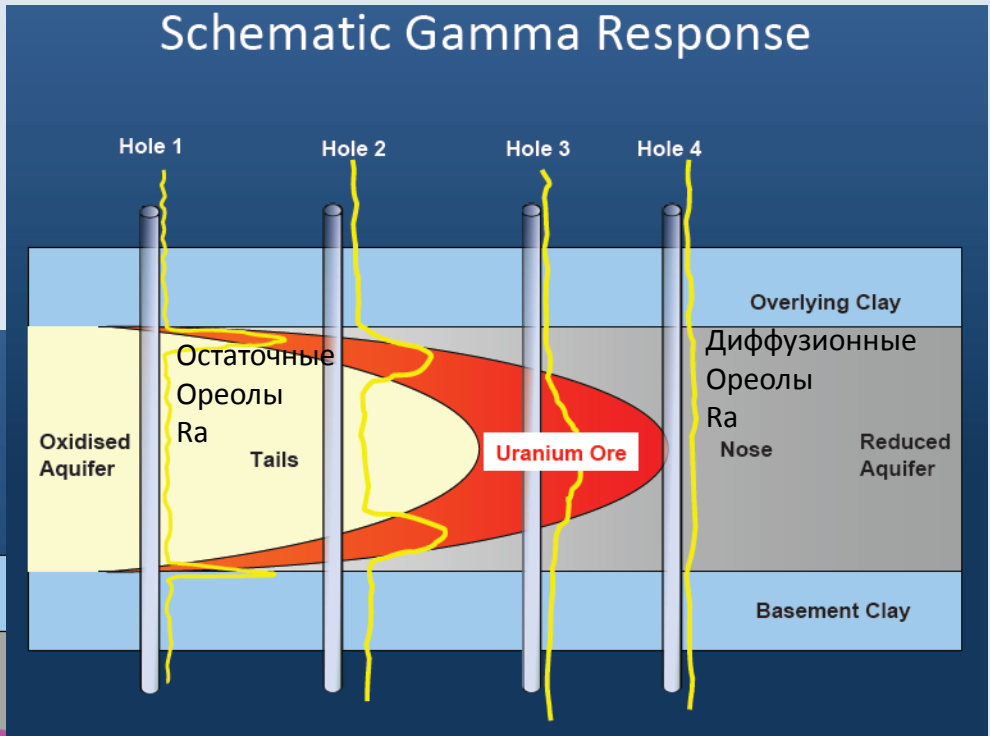 Schematic Gamma Response
Hole 1
Hole 2
Hole 3
Hole 4
Overlying Clay
Остаточные
Ореолы
Ra
Диффузионные
Ореолы
Ra
Oxidised
Aquifer
Tails
Uranium Ore
Nose
Reduced
Aquifer
Basement Clay